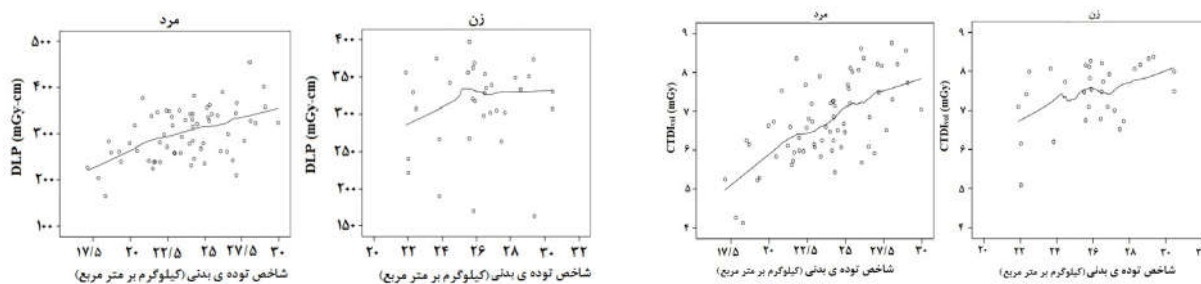 مرد
DLP (mGy-cm)
۵۰۰
۴۰۰
۳۰۰
۲۰۰
۱۰۰
۱۷/۵ ۲۰ ۲۲/۵ ۲۵ ۲۷/۵ ۳۰
شاخص توده ی بدنی (کیلوگرم بر متر مربع)
زن
DLP (mGy-cm)
۴۰۰
۳۵۰
۳۰۰
۲۵۰
۲۰۰
۱۵۰
۲۰ ۲۲ ۲۴ ۲۶ ۲۸ ۳۰ ۳۲
شاخص توده ی بدنی (کیلوگرم بر متر مربع)
مرد
CTDIvol (mGy)
۹
۸
۷
۶
۵
۴
۱۷/۵ ۲۰ ۲۲/۵ ۲۵ ۲۷/۵ ۳۰
شاخص توده ی بدنی (کیلوگرم بر متر مربع)
زن
CTDIvol (mGy)
۹
۸
۷
۶
۵
۴
۲۰ ۲۲ ۲۴ ۲۶ ۲۸ ۳۰
شاخص توده ی بدنی (کیلوگرم بر متر مربع)